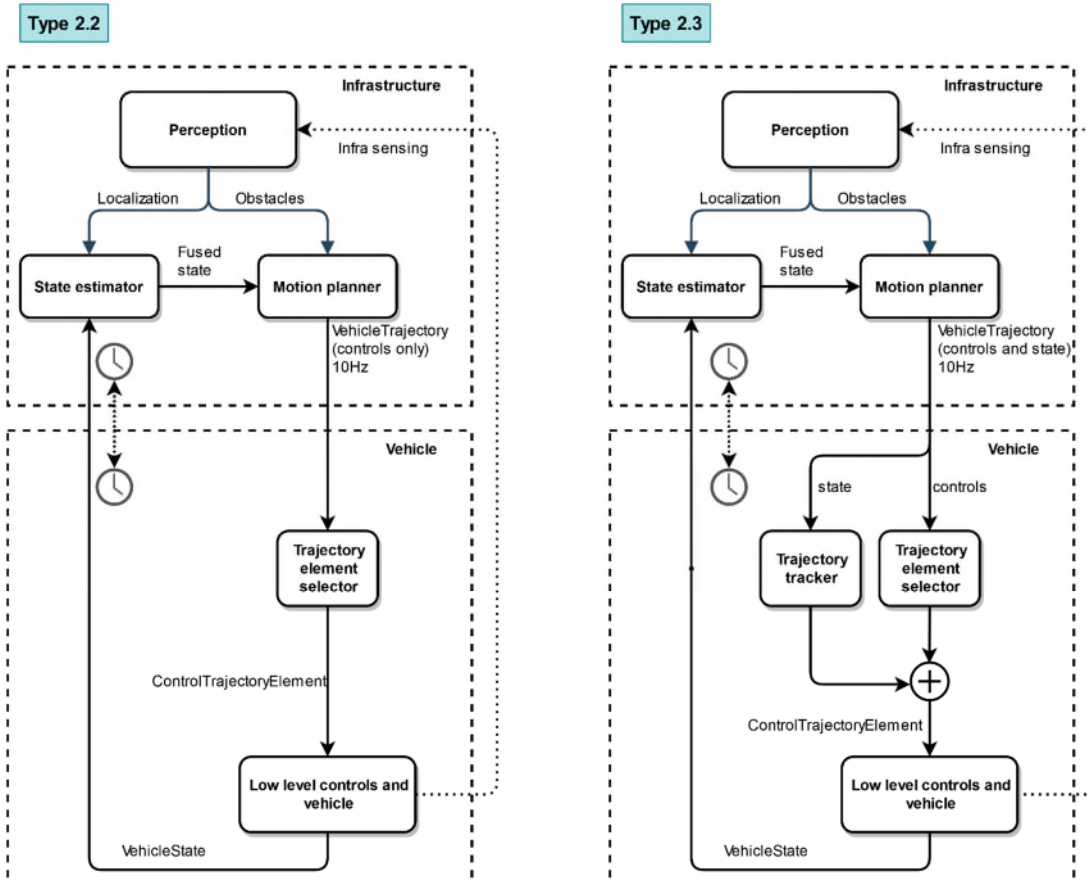 Type 2.2
Infrastructure
Perception
Infra sensing
Localization
Obstacles
Fused
state
State estimator
Motion planner
VehicleTrajectory
(controls only)
10Hz
Vehicle
Trajectory
element
selector
ControlTrajectoryElement
Low level controls and
vehicle
VehicleState
Type 2.3
Infrastructure
Perception
Infra sensing
Localization
Obstacles
Fused
state
State estimator
Motion planner
VehicleTrajectory
(controls and state)
10Hz
Vehicle
state
controls
Trajectory
tracker
Trajectory
element
selector
ControlTrajectoryElement
Low level controls and
vehicle
VehicleState